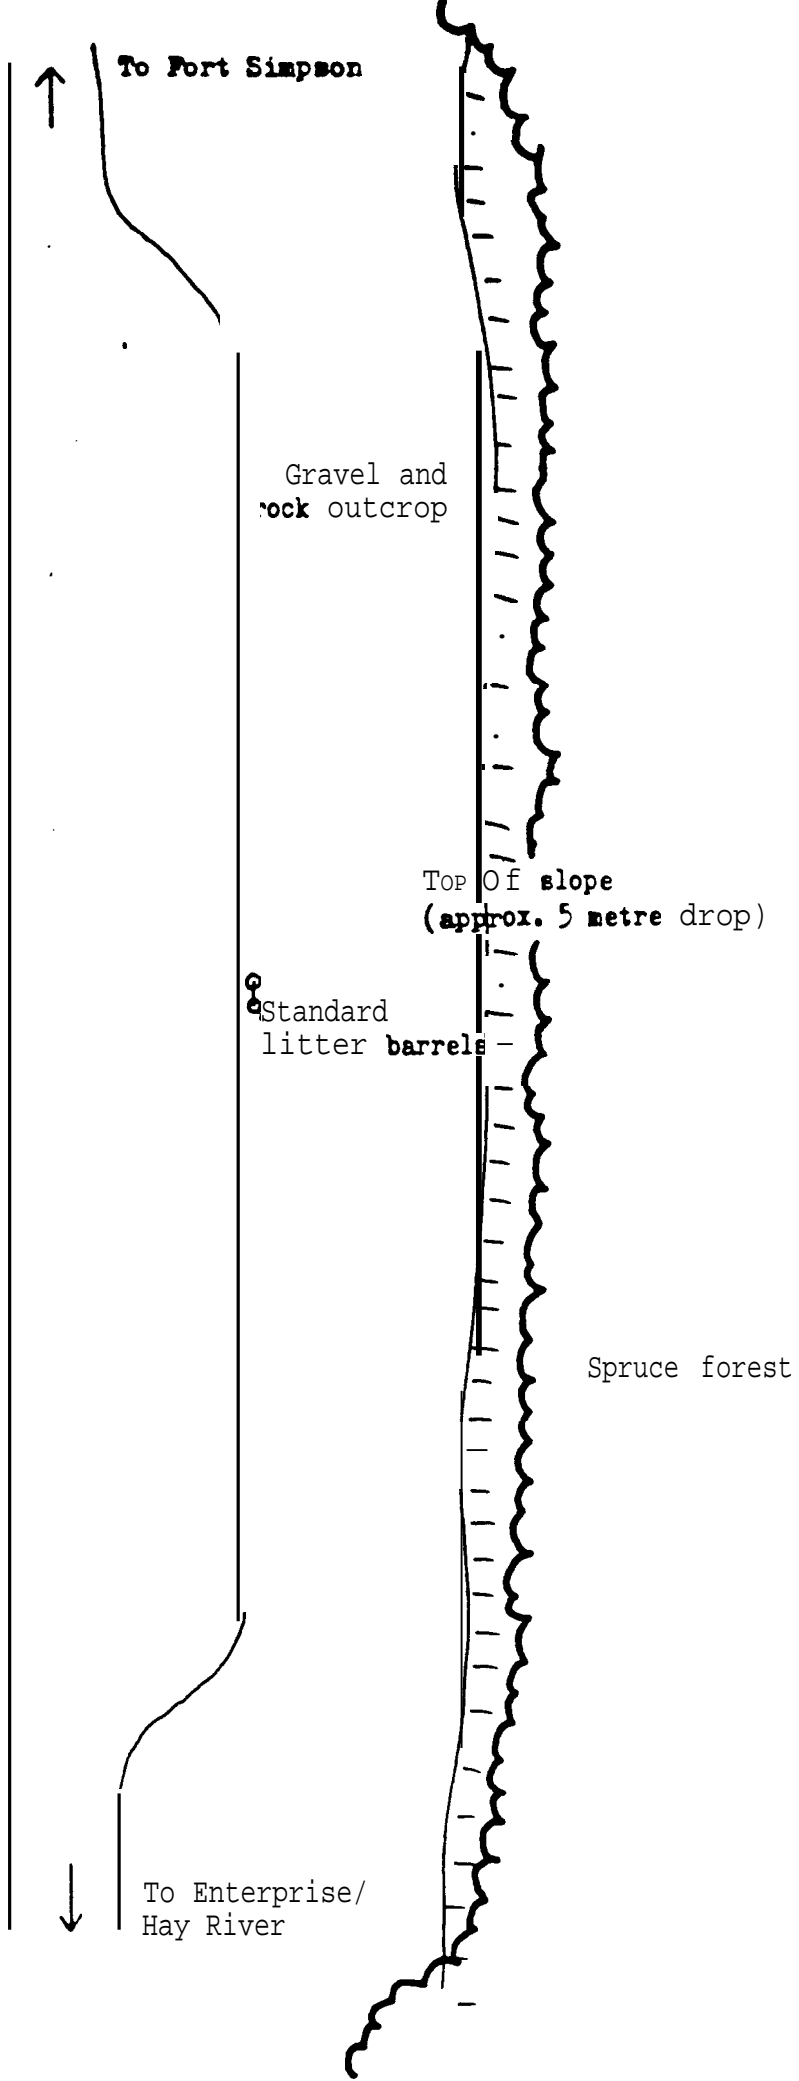 To Fort Simpson
Gravel and
rock outcrop
Top Of slope
(approx. 5 metre drop)
Standard
litter barrels
Spruce forest
To Enterprise/
Hay River